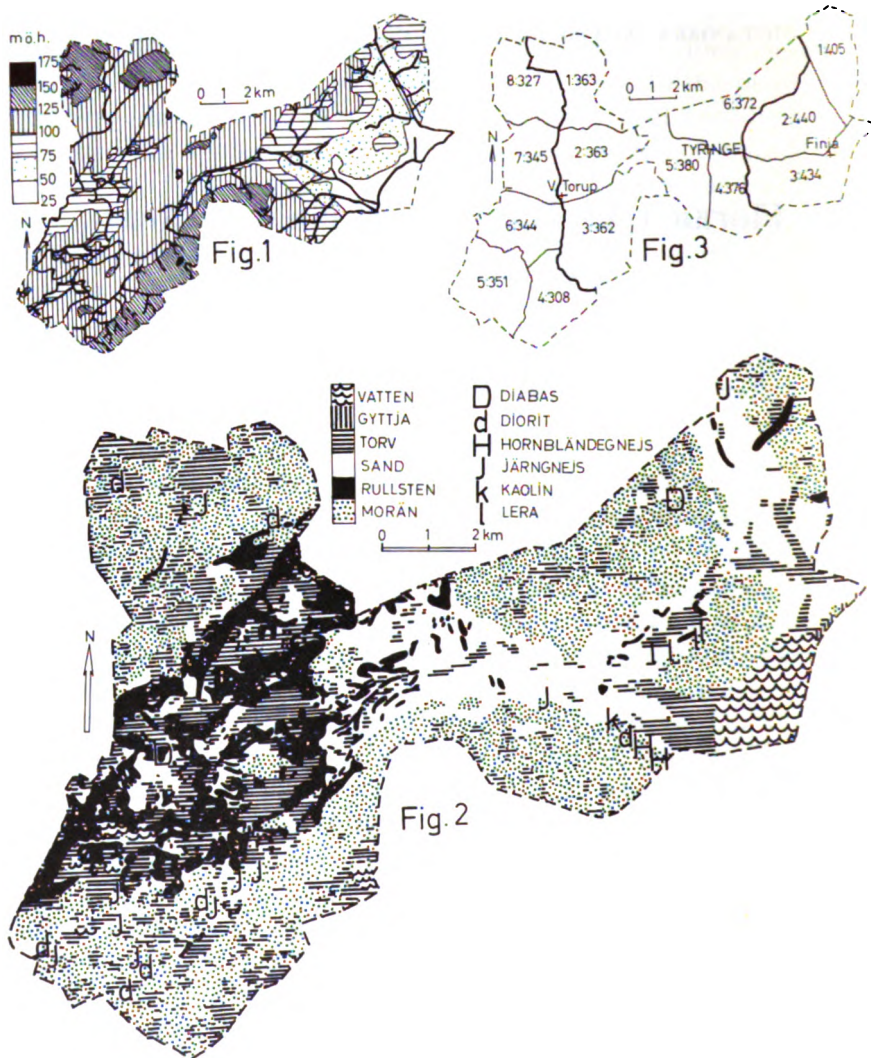 m.ö.h.
175
150
125
100
75
50
25
N
0 1 2 km
Fig.1
0 1 2 km
N
8:327
1:363
7:345
2:363
V. Torup
6:344
3:362
5:351
4:308
1:405
6:372
2:440
TYRINGE
Finja
5:380
4:376
3:434
Fig.3
VATTEN
GYTTJA
TORV
SAND
RULLSTEN
MORÄN
D DIABAS
d DIORIT
H HORNBLÄNDEGNEJS
J JÄRNGNEJS
k KAOLIN
l LERA
0 1 2 km
N
Fig.2